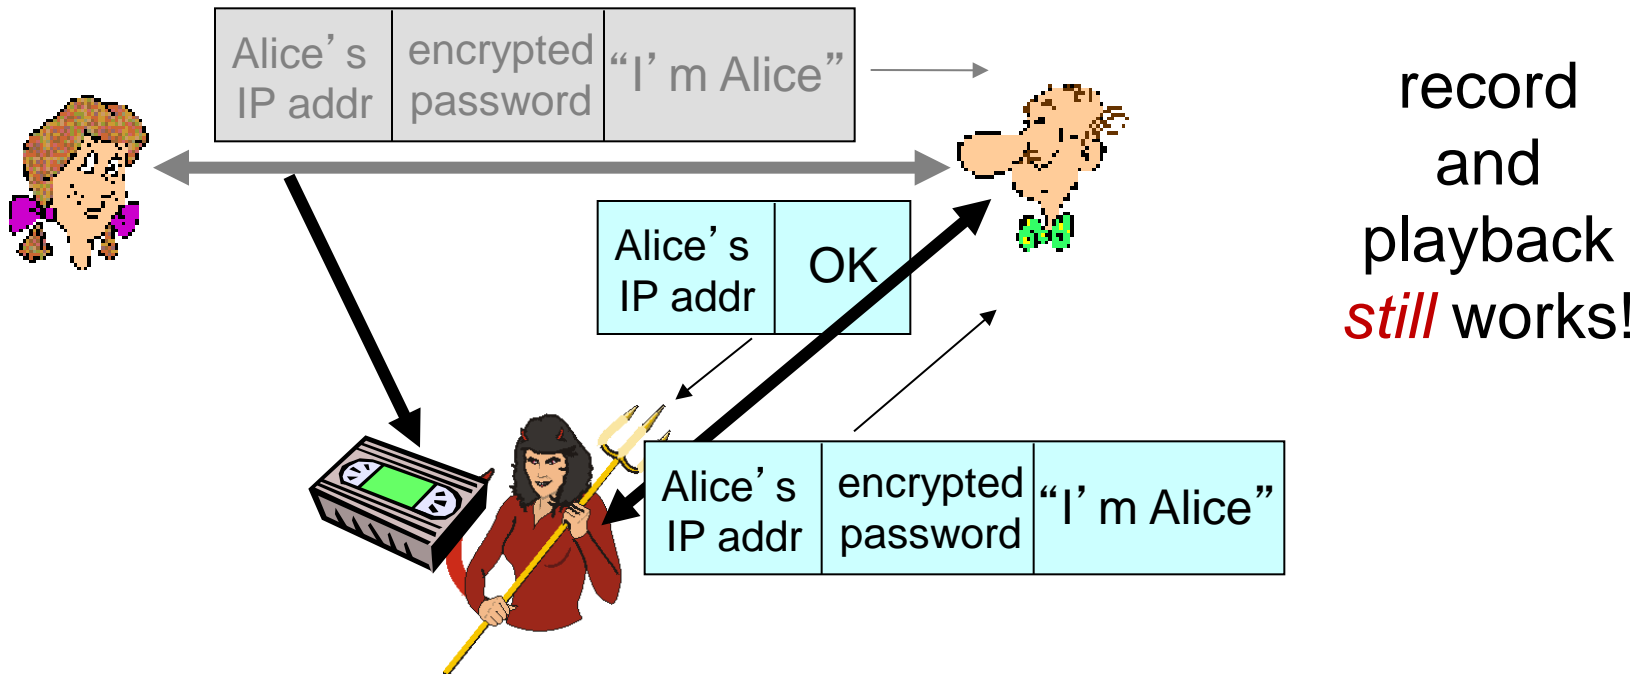 Alice’s
IP addr
encrypted
password
“I’m Alice”
record
and
playback
still works!
Alice’s
IP addr
OK
Alice’s
IP addr
encrypted
password
“I’m Alice”